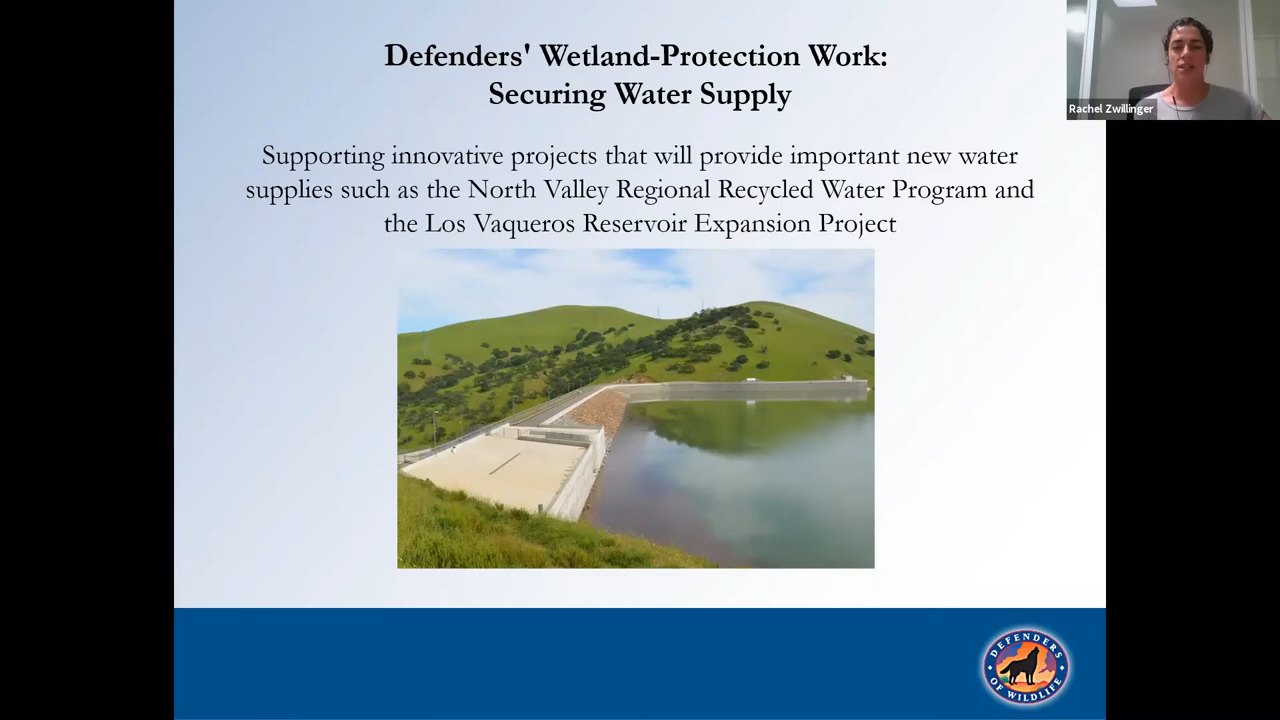 Defenders' Wetland-Protection Work:
Securing Water Supply
Rachel Zwillinger
Supporting innovative projects that will provide important new water
supplies such as the North Valley Regional Recycled Water Program and
the Los Vaqueros Reservoir Expansion Project
DEFENDERS
OF WILDLIFE